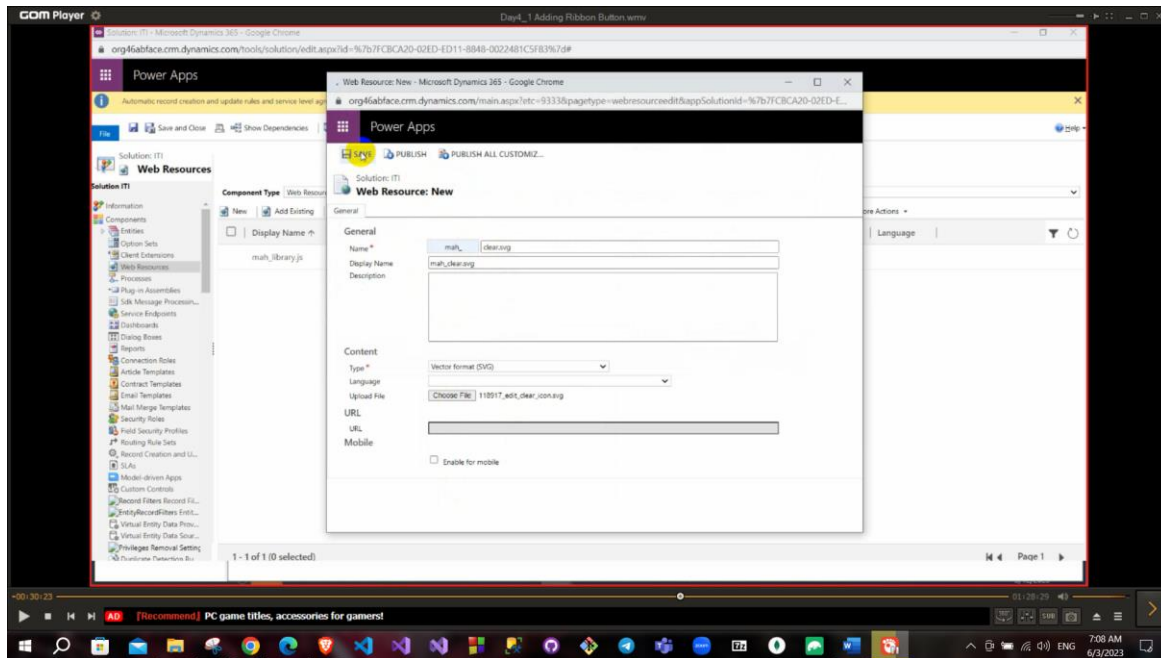 GOM Player
Day4_1 Adding Ribbon Button.wmv
Solution: ITI - Microsoft Dynamics 365 - Google Chrome
org46abface.crm.dynamics.com/tools/solution/edit.aspx?id=%7b7FCBCA20-02ED-ED11-8848-0022481C5F83%7d#
Power Apps
Automatic record creation and update rules and service level agr
File
Save and Close
Show Dependencies
Help
Solution: ITI
Web Resources
Solution ITI
Information
Components
Entities
Option Sets
Client Extensions
Web Resources
Processes
Plug-in Assemblies
Sdk Message Processin...
Service Endpoints
Dashboards
Dialog Boxes
Reports
Connection Roles
Article Templates
Contract Templates
Email Templates
Mail Merge Templates
Security Roles
Field Security Profiles
Routing Rule Sets
Record Creation and U...
SLAs
Model-driven Apps
Custom Controls
Record Filters Record Fil...
EntityRecordFilters Entit...
Virtual Entity Data Prov...
Virtual Entity Data Sour...
Privileges Removal Setting
Duplicate Detection Ru
Component Type Web Resour
New Add Existing
ore Actions
Display Name
Language
mah_library.js
1 - 1 of 1 (0 selected)
Page 1
Web Resource: New - Microsoft Dynamics 365 - Google Chrome
org46abface.crm.dynamics.com/main.aspx?etc=9333&pagetype=webresourceedit&appSolutionId=%7b7FCBCA20-02ED-E...
Power Apps
SAVE PUBLISH PUBLISH ALL CUSTOMIZ...
Solution: ITI
Web Resource: New
General
General
Name * mah_ clear.svg
Display Name mah_clear.svg
Description
Content
Type * Vector format (SVG)
Language
Upload File Choose File 118917_edit_clear_icon.svg
URL
URL
Mobile
Enable for mobile
-00:30:23
01:28:29
AD [Recommend] PC game titles, accessories for gamers!
SUB
ENG
7:08 AM
6/3/2023